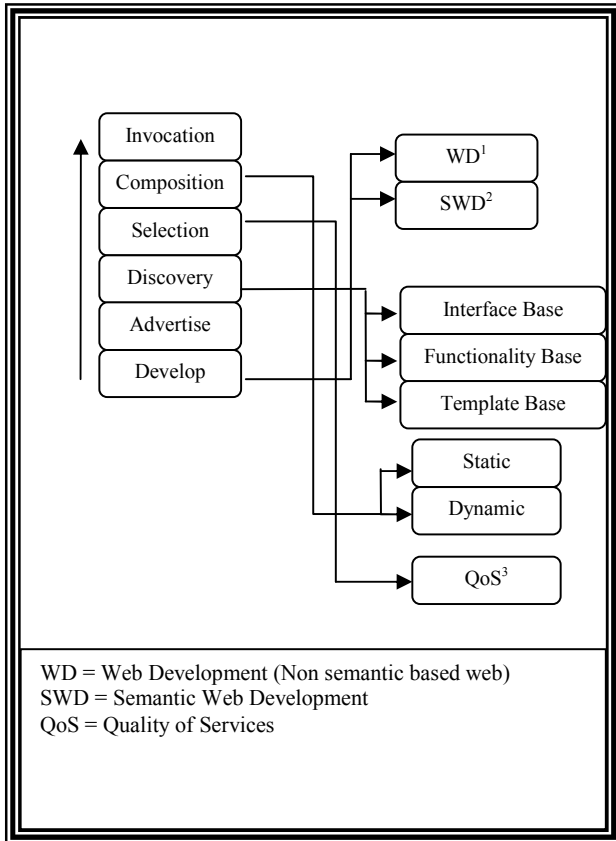 Invocation
Composition
Selection
Discovery
Advertise
Develop
WD¹
SWD²
Interface Base
Functionality Base
Template Base
Static
Dynamic
QoS³
WD = Web Development (Non semantic based web)
SWD = Semantic Web Development
QoS = Quality of Services